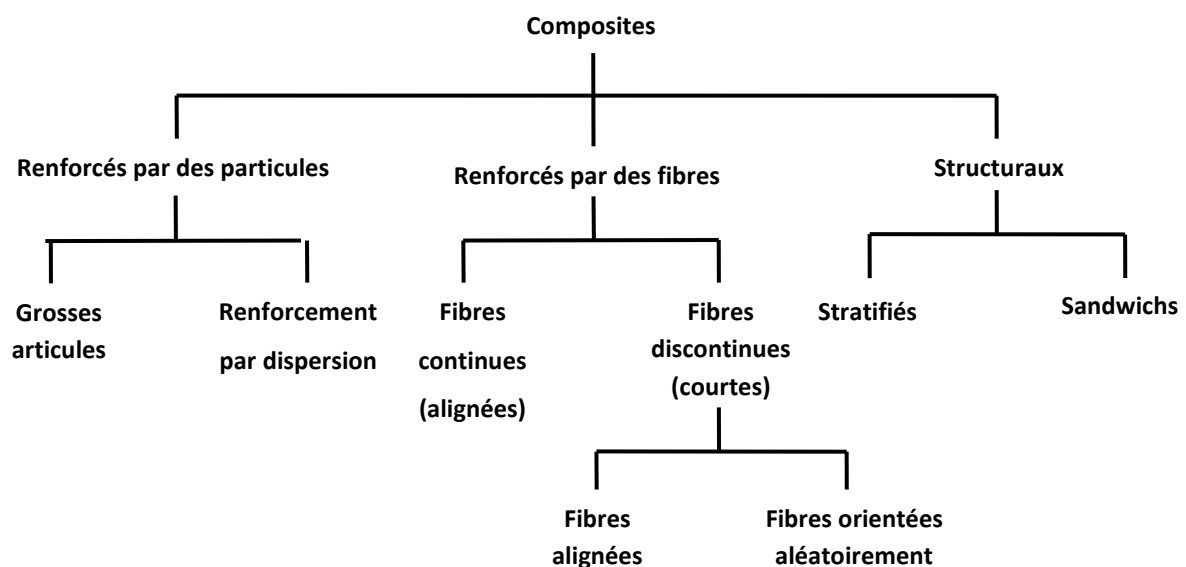 Composites
Renforcés par des particules
Renforcés par des fibres
Structuraux
Grosses
articules
Renforcement
par dispersion
Fibres
continues
(alignées)
Fibres
discontinues
(courtes)
Stratifiés
Sandwichs
Fibres
alignées
Fibres orientées
aléatoirement